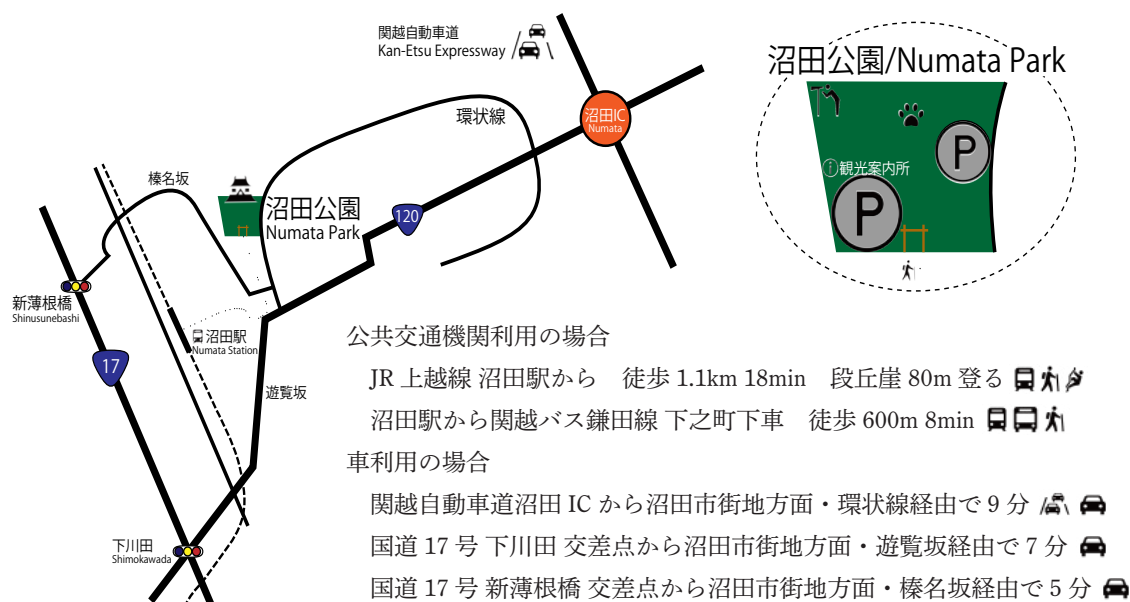 関越自動車道
Kan-Etsu Expressway
沼田公園/Numata Park
環状線
沼田IC
Numata
P
ⓘ観光案内所
P
榛名坂
沼田公園
Numata Park
120
新薄根橋
Shinusunebashi
沼田駅
Numata Station
17
遊覧坂
下川田
Shimokawada
公共交通機関利用の場合
JR 上越線 沼田駅から 徒歩 1.1km 18min 段丘崖 80m 登る
沼田駅から関越バス鎌田線 下之町下車 徒歩 600m 8min
車利用の場合
関越自動車道沼田 IC から沼田市街地方面・環状線経由で 9 分
国道 17 号 下川田 交差点から沼田市街地方面・遊覧坂経由で 7 分
国道 17 号 新薄根橋 交差点から沼田市街地方面・榛名坂経由で 5 分